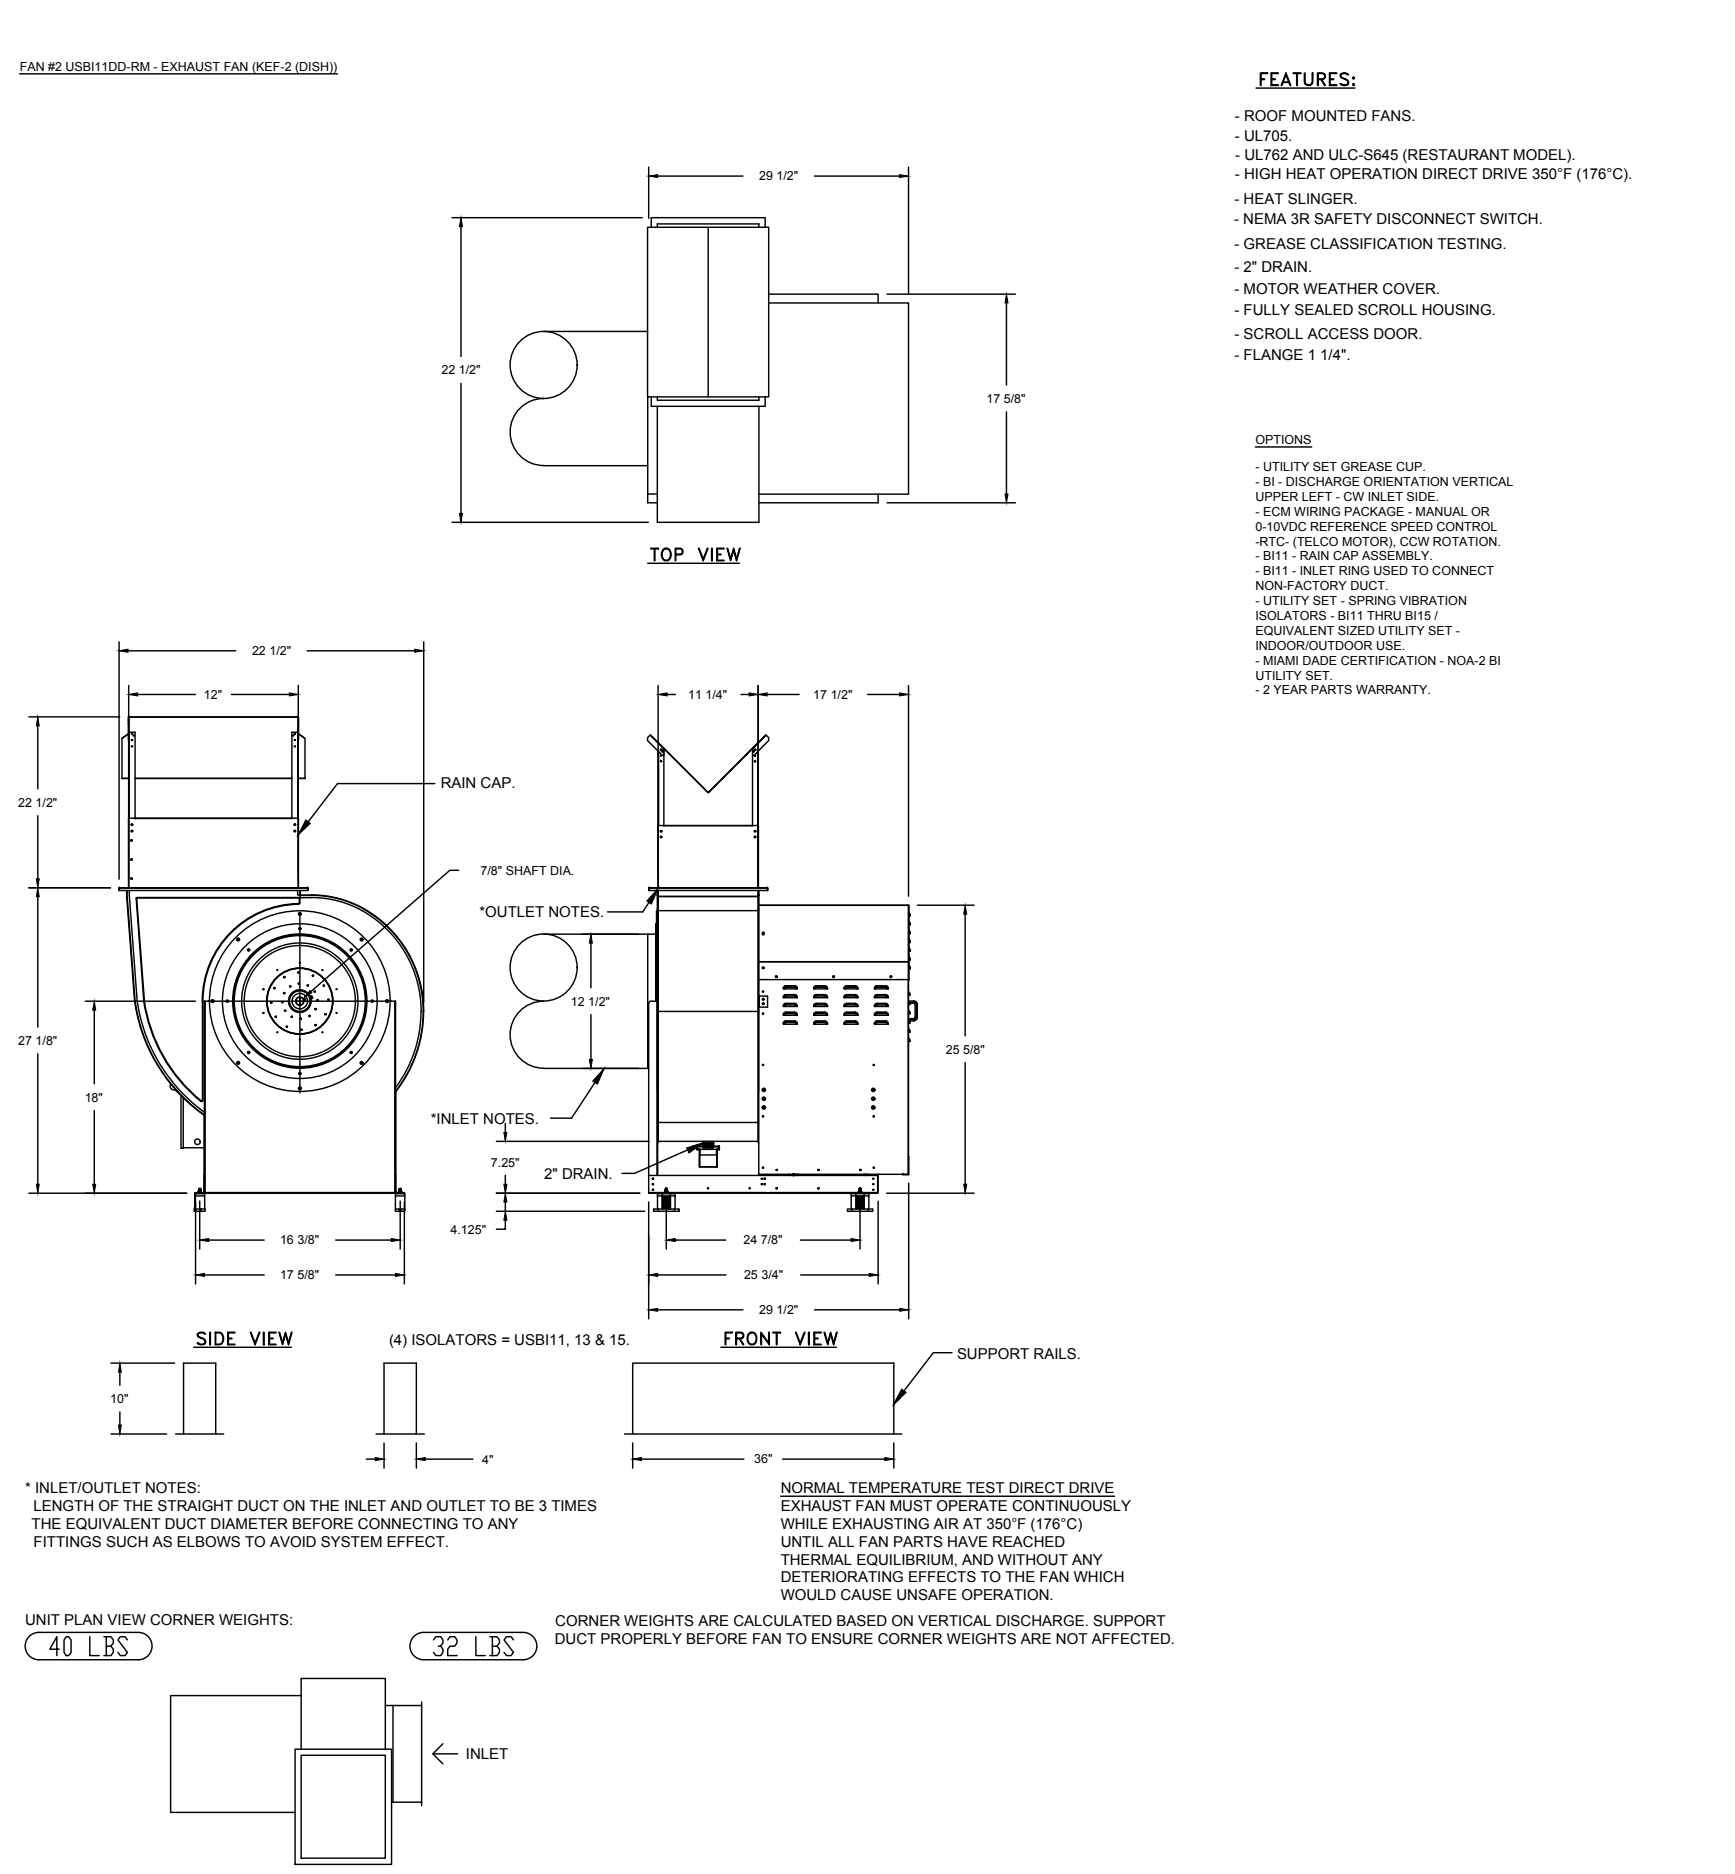 FAN #2 USBI11DD-RM - EXHAUST FAN (KEF-2 (DISH))
FEATURES:
- ROOF MOUNTED FANS.
- UL705.
- UL762 AND ULC-S645 (RESTAURANT MODEL).
- HIGH HEAT OPERATION DIRECT DRIVE 350°F (176°C).
- HEAT SLINGER.
- NEMA 3R SAFETY DISCONNECT SWITCH.
- GREASE CLASSIFICATION TESTING.
- 2" DRAIN.
- MOTOR WEATHER COVER.
- FULLY SEALED SCROLL HOUSING.
- SCROLL ACCESS DOOR.
- FLANGE 1 1/4".
29 1/2"
22 1/2"
17 5/8"
TOP VIEW
OPTIONS
- UTILITY SET GREASE CUP.
- BI - DISCHARGE ORIENTATION VERTICAL
UPPER LEFT - CW INLET SIDE.
- ECM WIRING PACKAGE - MANUAL OR
0-10VDC REFERENCE SPEED CONTROL
-RTC- (TELCO MOTOR), CCW ROTATION.
- BI11 - RAIN CAP ASSEMBLY.
- BI11 - INLET RING USED TO CONNECT
NON-FACTORY DUCT.
- UTILITY SET - SPRING VIBRATION
ISOLATORS - BI11 THRU BI15 /
EQUIVALENT SIZED UTILITY SET -
INDOOR/OUTDOOR USE.
- MIAMI DADE CERTIFICATION - NOA-2 BI
UTILITY SET.
- 2 YEAR PARTS WARRANTY.
22 1/2"
12"
22 1/2"
RAIN CAP.
7/8" SHAFT DIA.
27 1/8"
18"
16 3/8"
17 5/8"
SIDE VIEW
11 1/4"
17 1/2"
*OUTLET NOTES.
12 1/2"
25 5/8"
*INLET NOTES.
7.25"
2" DRAIN.
4.125"
24 7/8"
25 3/4"
29 1/2"
(4) ISOLATORS = USBI11, 13 & 15.
FRONT VIEW
SUPPORT RAILS.
10"
4"
36"
* INLET/OUTLET NOTES:
LENGTH OF THE STRAIGHT DUCT ON THE INLET AND OUTLET TO BE 3 TIMES
THE EQUIVALENT DUCT DIAMETER BEFORE CONNECTING TO ANY
FITTINGS SUCH AS ELBOWS TO AVOID SYSTEM EFFECT.
NORMAL TEMPERATURE TEST DIRECT DRIVE
EXHAUST FAN MUST OPERATE CONTINUOUSLY
WHILE EXHAUSTING AIR AT 350°F (176°C)
UNTIL ALL FAN PARTS HAVE REACHED
THERMAL EQUILIBRIUM, AND WITHOUT ANY
DETERIORATING EFFECTS TO THE FAN WHICH
WOULD CAUSE UNSAFE OPERATION.
UNIT PLAN VIEW CORNER WEIGHTS:
40 LBS
32 LBS
CORNER WEIGHTS ARE CALCULATED BASED ON VERTICAL DISCHARGE. SUPPORT
DUCT PROPERLY BEFORE FAN TO ENSURE CORNER WEIGHTS ARE NOT AFFECTED.
INLET